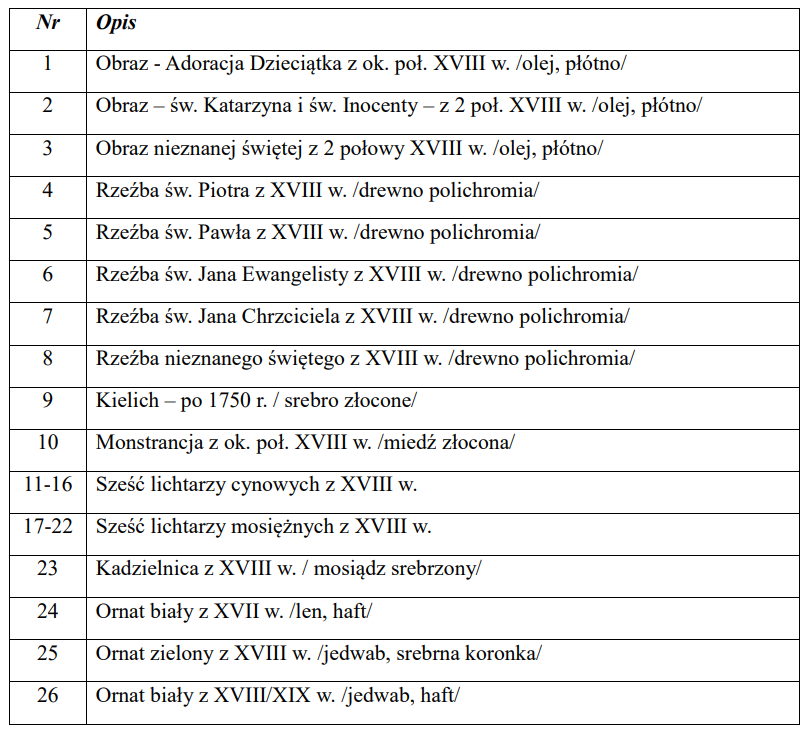 Nr Opis
1 Obraz - Adoracja Dzieciątka z ok. poł. XVIII w. /olej, płótno/
2 Obraz – św. Katarzyna i św. Inocenty – z 2 poł. XVIII w. /olej, płótno/
3 Obraz nieznanej świętej z 2 połowy XVIII w. /olej, płótno/
4 Rzeźba św. Piotra z XVIII w. /drewno polichromia/
5 Rzeźba św. Pawła z XVIII w. /drewno polichromia/
6 Rzeźba św. Jana Ewangelisty z XVIII w. /drewno polichromia/
7 Rzeźba św. Jana Chrzciciela z XVIII w. /drewno polichromia/
8 Rzeźba nieznanego świętego z XVIII w. /drewno polichromia/
9 Kielich – po 1750 r. / srebro złocone/
10 Monstrancja z ok. poł. XVIII w. /miedź złocona/
11-16 Sześć lichtarzy cynowych z XVIII w.
17-22 Sześć lichtarzy mosiężnych z XVIII w.
23 Kadzielnica z XVIII w. / mosiądz srebrzony/
24 Ornat biały z XVII w. /len, haft/
25 Ornat zielony z XVIII w. /jedwab, srebrna koronka/
26 Ornat biały z XVIII/XIX w. /jedwab, haft/